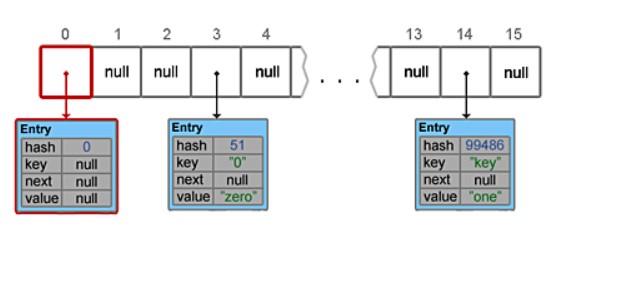 0 1 2 3 4 13 14 15
null null null ... null null
Entry
hash 0
key null
next null
value null
Entry
hash 51
key "0"
next null
value "zero"
Entry
hash 99486
key "key"
next null
value "one"